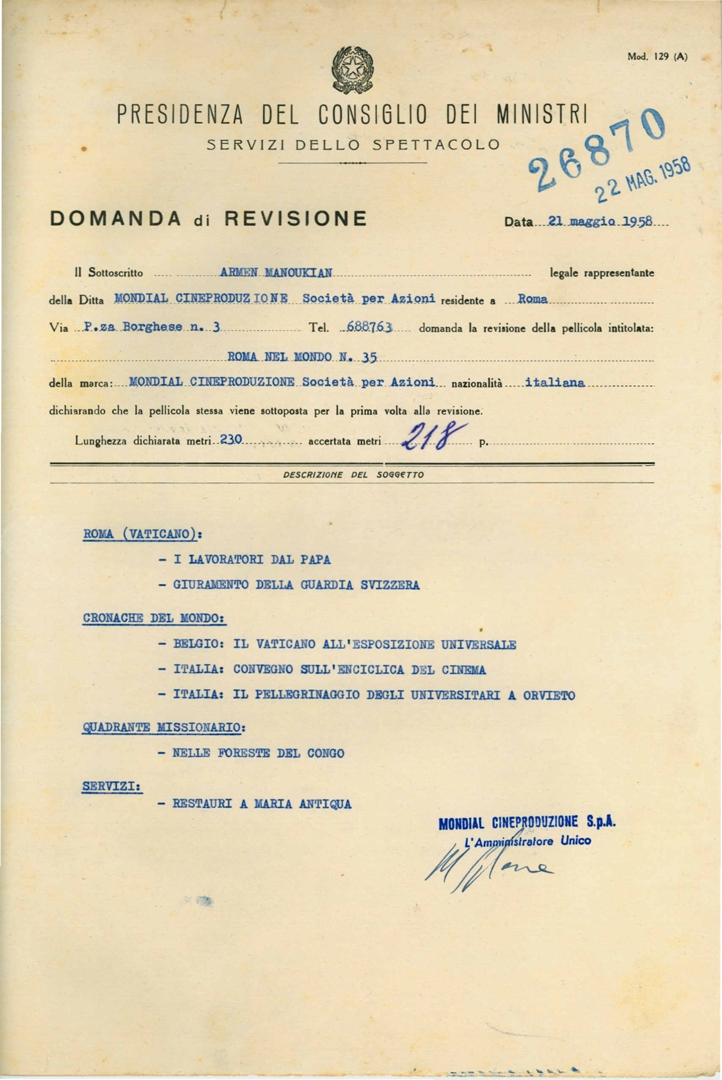 Mod. 129 (A)
PRESIDENZA DEL CONSIGLIO DEI MINISTRI
SERVIZI DELLO SPETTACOLO
26870
22 MAG. 1958
DOMANDA di REVISIONE
Data 21 maggio 1958
Il Sottoscritto ARMEN MANOUKIAN legale rappresentante
della Ditta MONDIAL CINEPRODUZIONE Società per Azioni residente a Roma
Via P.za Borghese n. 3 Tel. 688763 domanda la revisione della pellicola intitolata:
ROMA NEL MONDO N. 35
della marca: MONDIAL CINEPRODUZIONE Società per Azioni nazionalità italiana
dichiarando che la pellicola stessa viene sottoposta per la prima volta alla revisione.
Lunghezza dichiarata metri 230 accertata metri 218 p.
DESCRIZIONE DEL SOGGETTO
ROMA (VATICANO):
- I LAVORATORI DAL PAPA
- GIURAMENTO DELLA GUARDIA SVIZZERA
CRONACHE DEL MONDO:
- BELGIO: IL VATICANO ALL'ESPOSIZIONE UNIVERSALE
- ITALIA: CONVEGNO SULL'ENCICLICA DEL CINEMA
- ITALIA: IL PELLEGRINAGGIO DEGLI UNIVERSITARI A ORVIETO
QUADRANTE MISSIONARIO:
- NELLE FORESTE DEL CONGO
SERVIZI:
- RESTAURI A MARIA ANTIQUA
MONDIAL CINEPRODUZIONE S.p.A.
L'Amministratore Unico